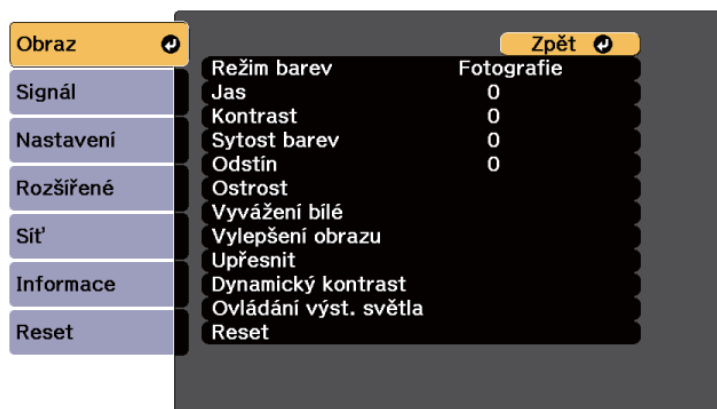 Obraz
Signál
Nastavení
Rozšířené
Síť
Informace
Reset
Zpět
Režim barev Fotografie
Jas 0
Kontrast 0
Sytost barev 0
Odstín 0
Ostrost
Vyvážení bílé
Vylepšení obrazu
Upřesnit
Dynamický kontrast
Ovládání výst. světla
Reset